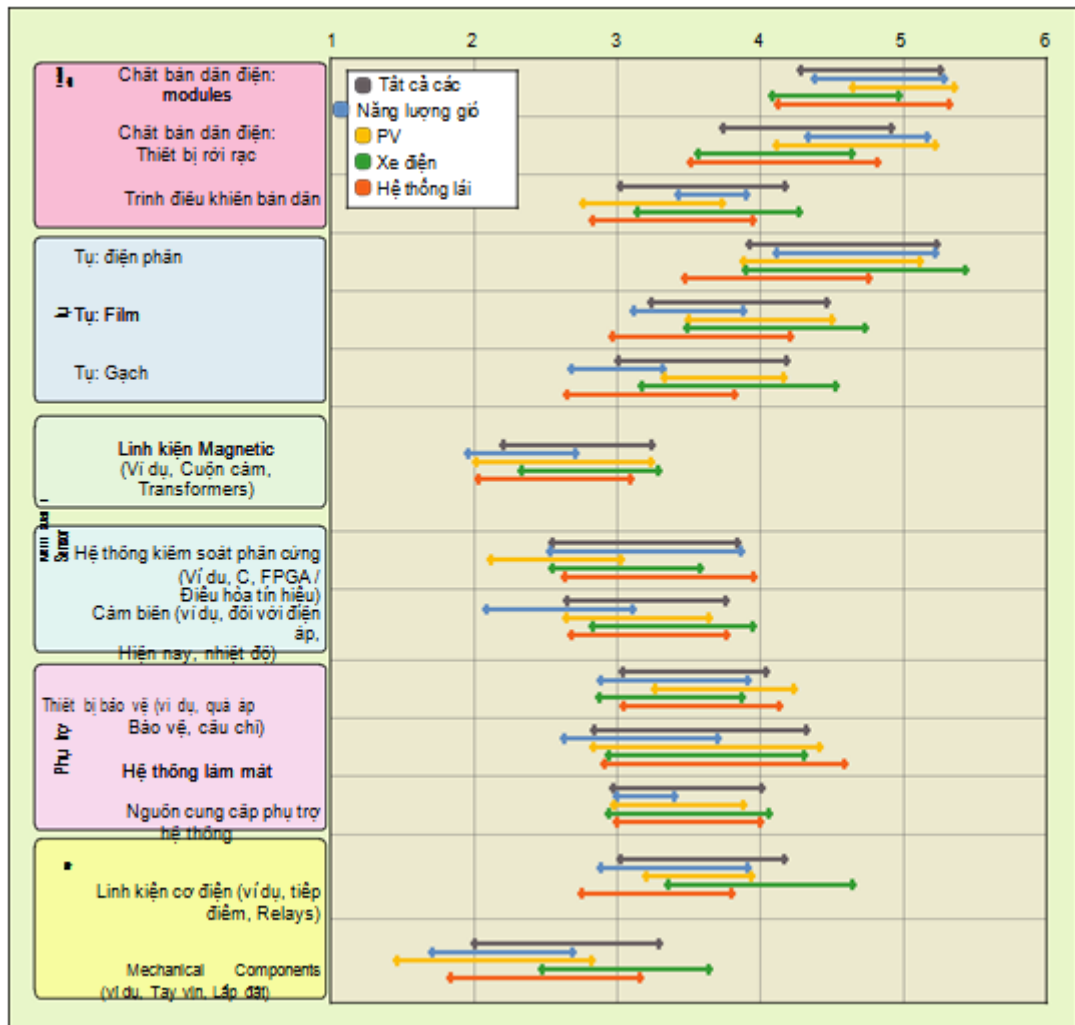 1 2 3 4 5 6
Chất bán dẫn điện:
modules
Chất bán dẫn điện:
Thiết bị rời rạc
Trình điều khiển bán dẫn
Tất cả các
Năng lượng gió
PV
Xe điện
Hệ thống lái
Tụ: điện phân
Tụ: Film
Tụ: Gạch
Linh kiện Magnetic
(Ví dụ, Cuộn cảm,
Transformers)
Hệ thống kiểm soát phần cứng
(Ví dụ, C, FPGA /
Điều hòa tín hiệu)
Cảm biến (ví dụ, đối với điện
áp,
Hiện nay, nhiệt độ)
Thiết bị bảo vệ (ví dụ, quá áp
Bảo vệ, cầu chì)
Phụ trợ
Hệ thống làm mát
Nguồn cung cấp phụ trợ
hệ thống
Linh kiện cơ điện (ví dụ, tiếp
điểm, Relays)
Mechanical Components
(ví dụ, Tay vịn, Lắp đặt)